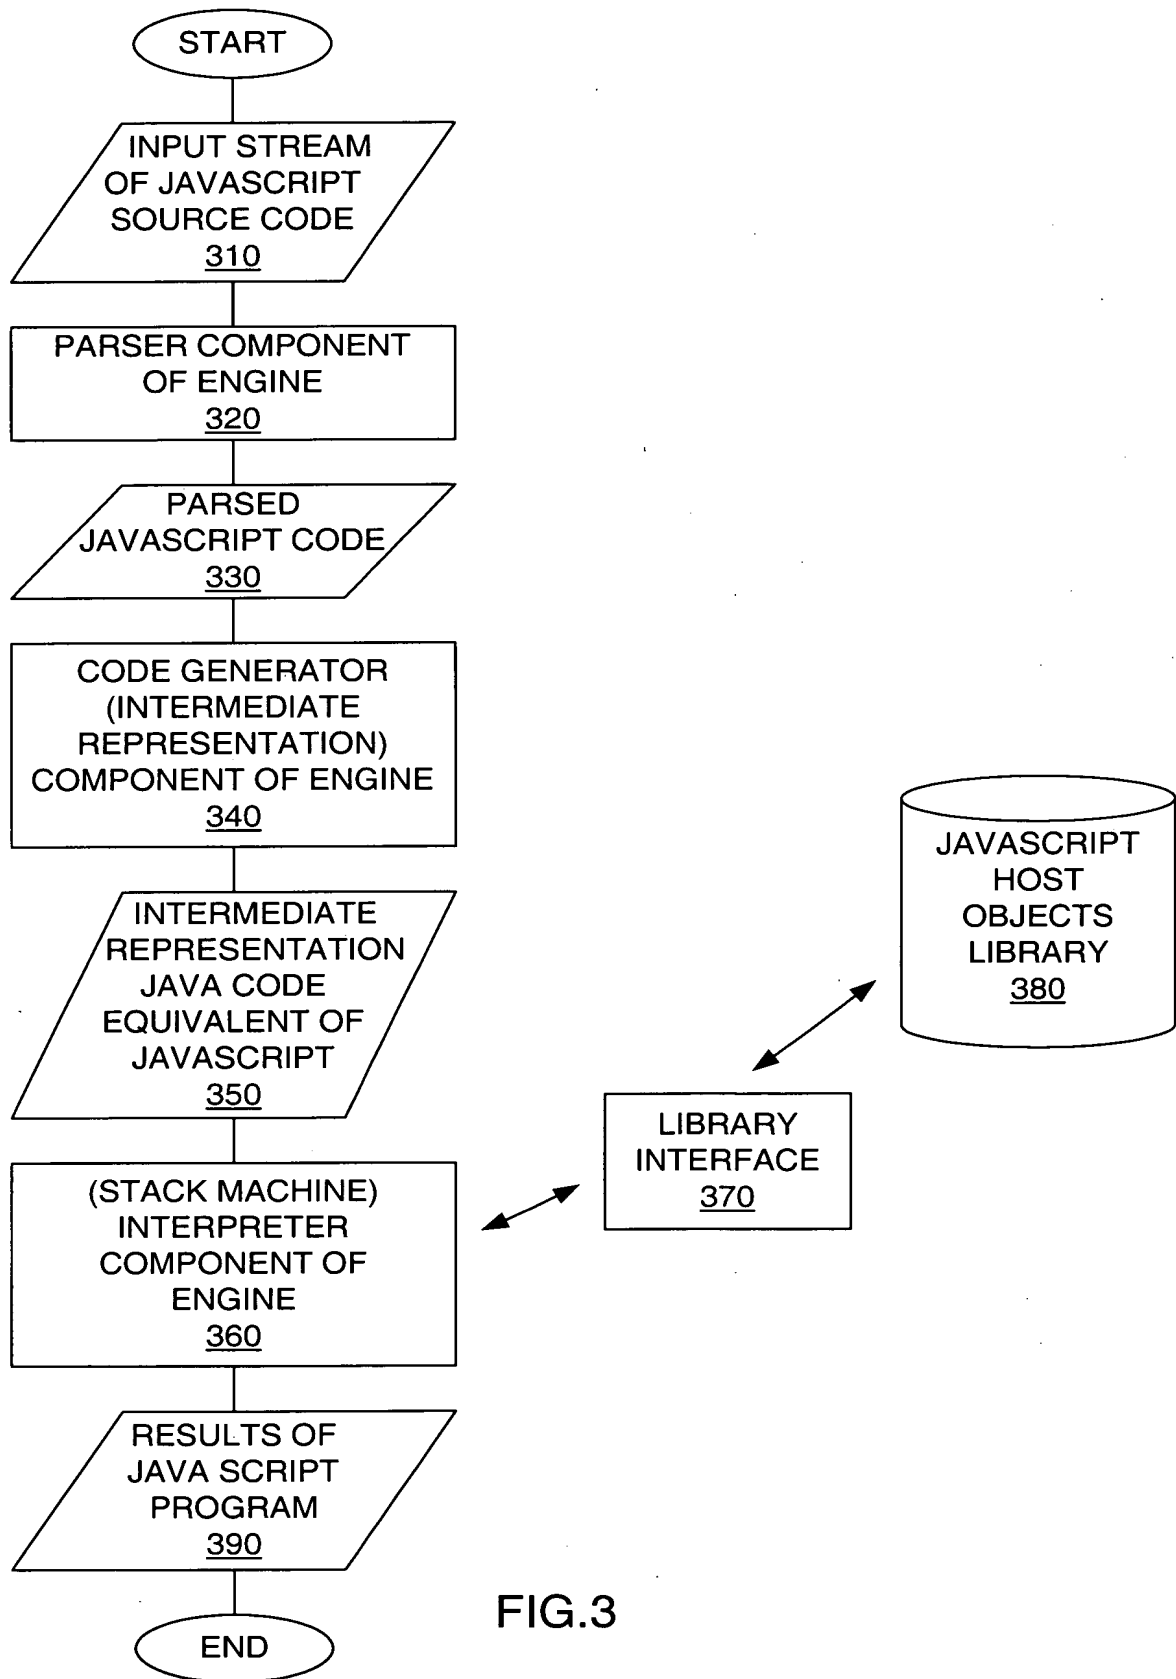 START
INPUT STREAM
OF JAVASCRIPT
SOURCE CODE
310
PARSER COMPONENT
OF ENGINE
320
PARSED
JAVASCRIPT CODE
330
CODE GENERATOR
(INTERMEDIATE
REPRESENTATION)
COMPONENT OF ENGINE
340
INTERMEDIATE
REPRESENTATION
JAVA CODE
EQUIVALENT OF
JAVASCRIPT
350
(STACK MACHINE)
INTERPRETER
COMPONENT OF
ENGINE
360
LIBRARY
INTERFACE
370
JAVASCRIPT
HOST
OBJECTS
LIBRARY
380
RESULTS OF
JAVA SCRIPT
PROGRAM
390
END
FIG.3